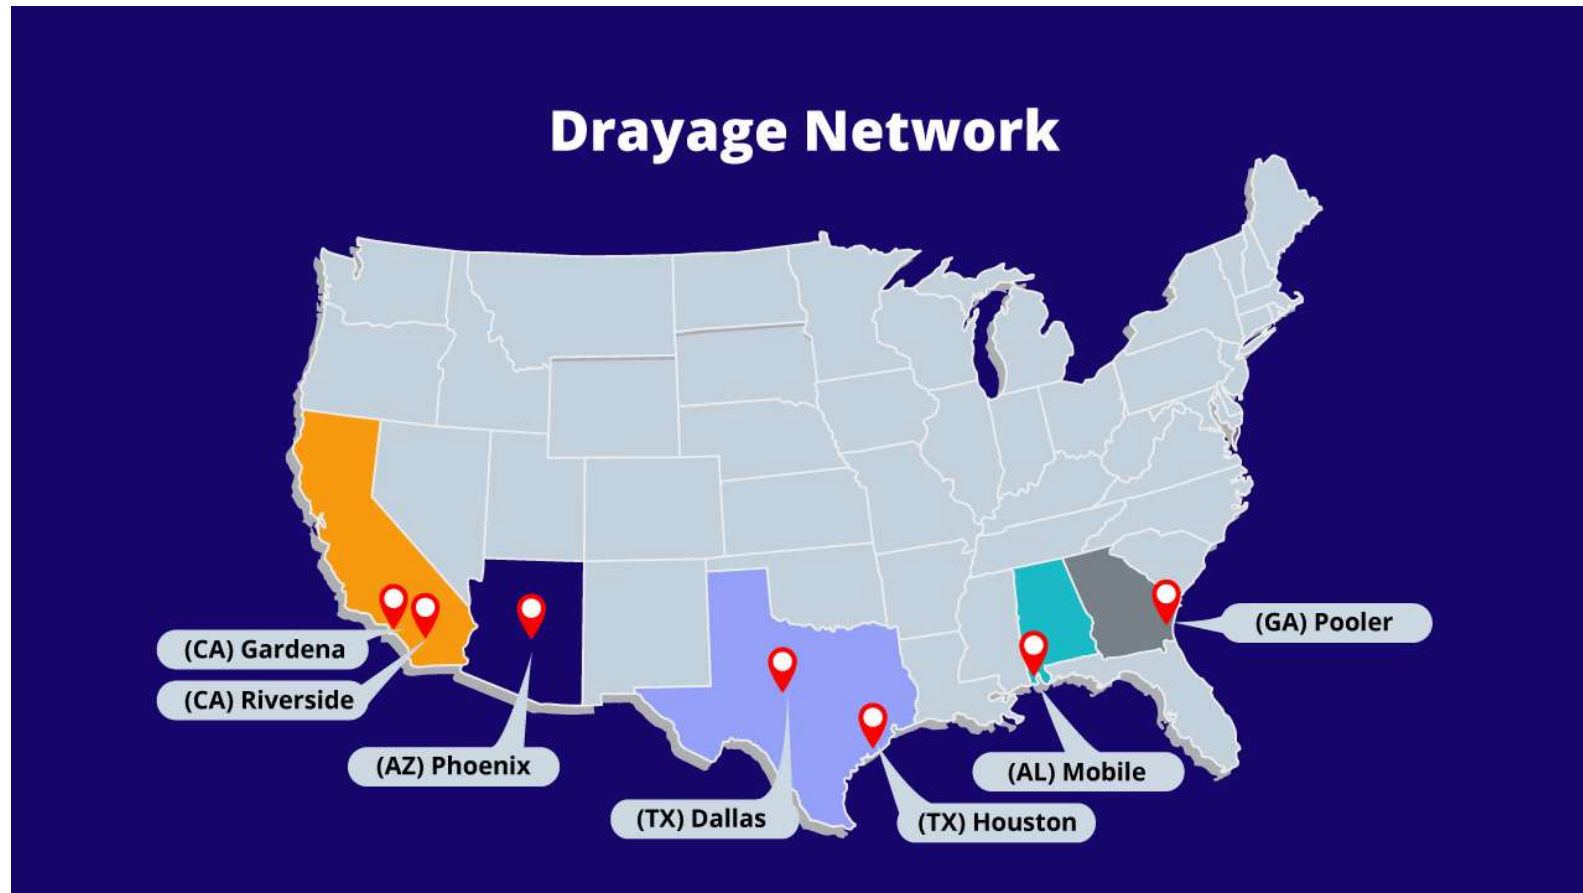 Drayage Network
(GA) Pooler
(CA) Gardena
(CA) Riverside
(AZ) Phoenix
(AL) Mobile
(TX) Dallas
(TX) Houston